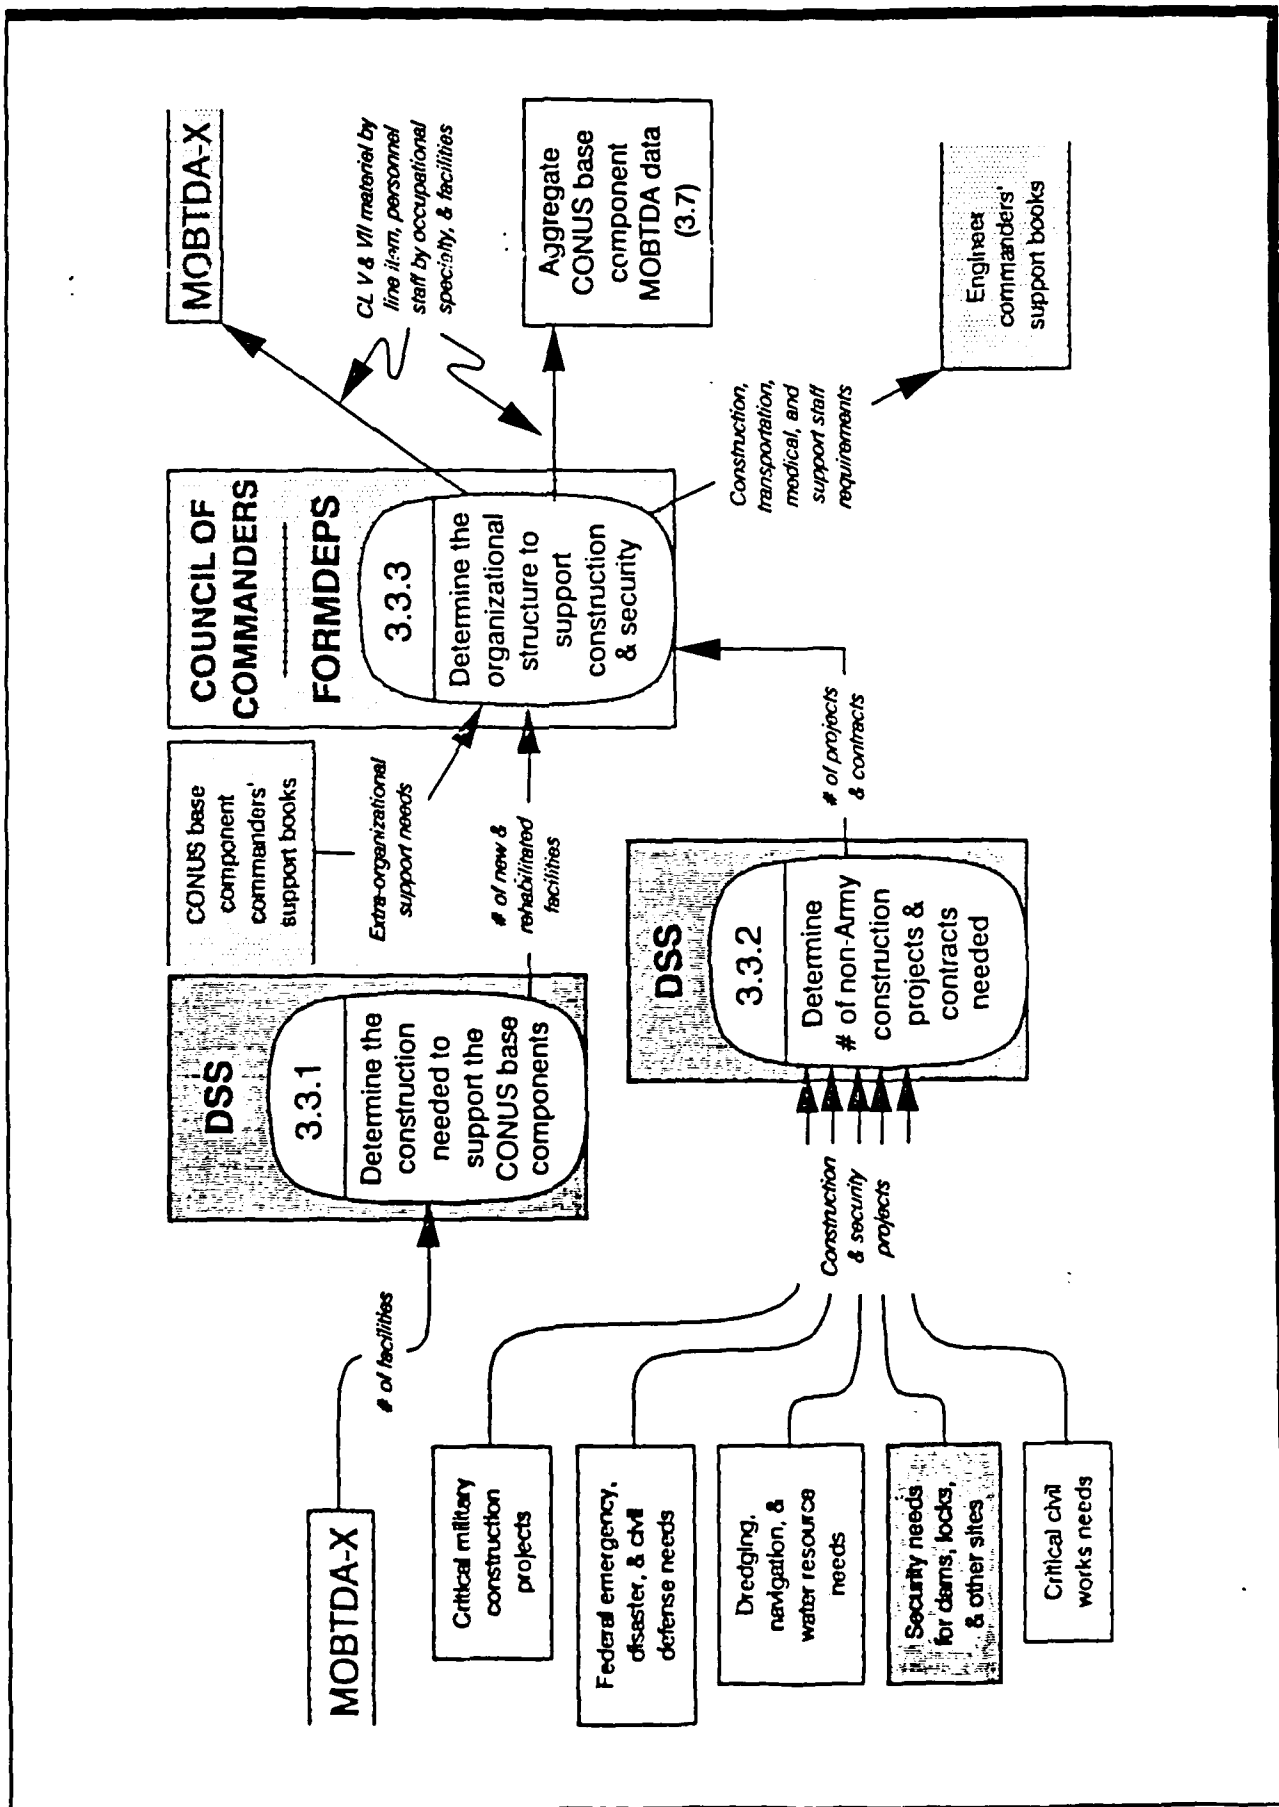 MOBTDA-X
# of facilities
DSS
3.3.1
Determine the
construction
needed to
support the
CONUS base
components
CONUS base
component
commanders'
support books
Extra-organizational
support needs
# of new &
rehabilitated
facilities
COUNCIL OF
COMMANDERS
FORMDEPS
3.3.3
Determine the
organizational
structure to
support
construction
& security
MOBTDA-X
CL V & VII materiel by
line item, personnel
staff by occupational
specialty, & facilities
Aggregate
CONUS base
component
MOBTDA data
(3.7)
Construction,
transportation,
medical, and
support staff
requirements
Engineer
commanders'
support books
Critical military
construction
projects
Federal emergency,
disaster, & civil
defense needs
Dredging,
navigation, &
water resource
needs
Security needs
for dams, locks,
& other sites
Critical civil
works needs
Construction
& security
projects
DSS
3.3.2
Determine
# of non-Army
construction
projects &
contracts
needed
# of projects
& contracts